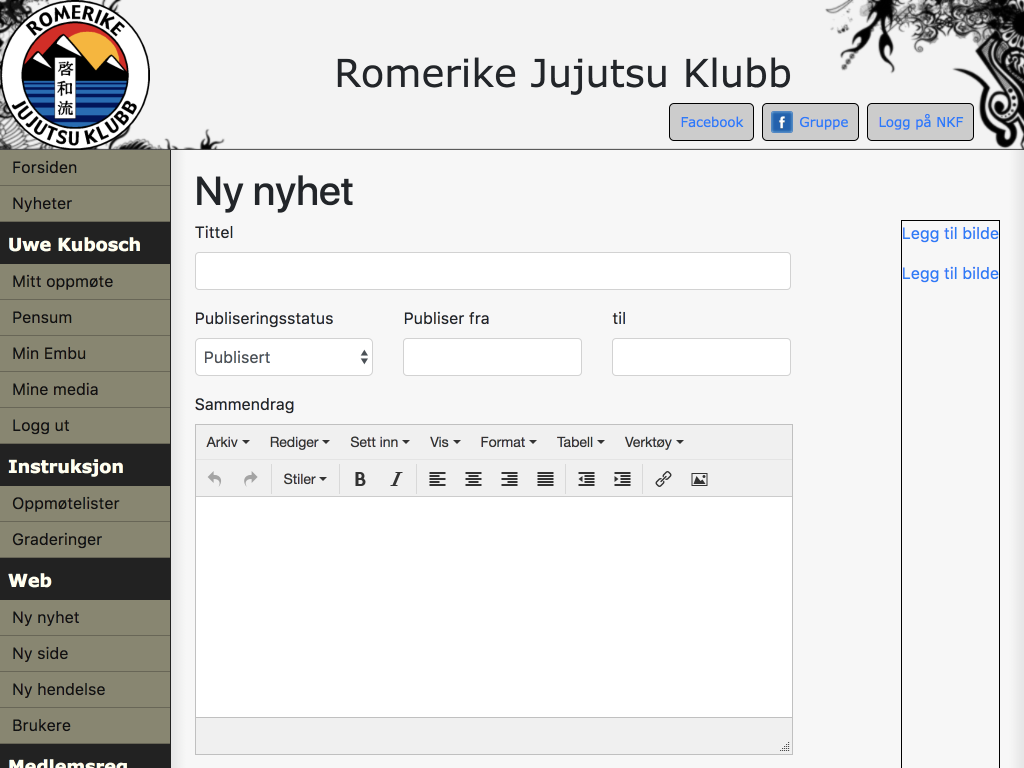 ROMERIKE
啓和流
JUJUTSU KLUBB
Romerike Jujutsu Klubb
Facebook
f Gruppe
Logg på NKF
Forsiden
Nyheter
Uwe Kubosch
Mitt oppmøte
Pensum
Min Embu
Mine media
Logg ut
Instruksjon
Oppmøtelister
Graderinger
Web
Ny nyhet
Ny side
Ny hendelse
Brukere
Medlemsreg
Ny nyhet
Tittel
Publiseringsstatus
Publiser fra
til
Publisert
Sammendrag
Arkiv Rediger Sett inn Vis Format Tabell Verktøy
Stiler B I
Legg til bilde
Legg til bilde